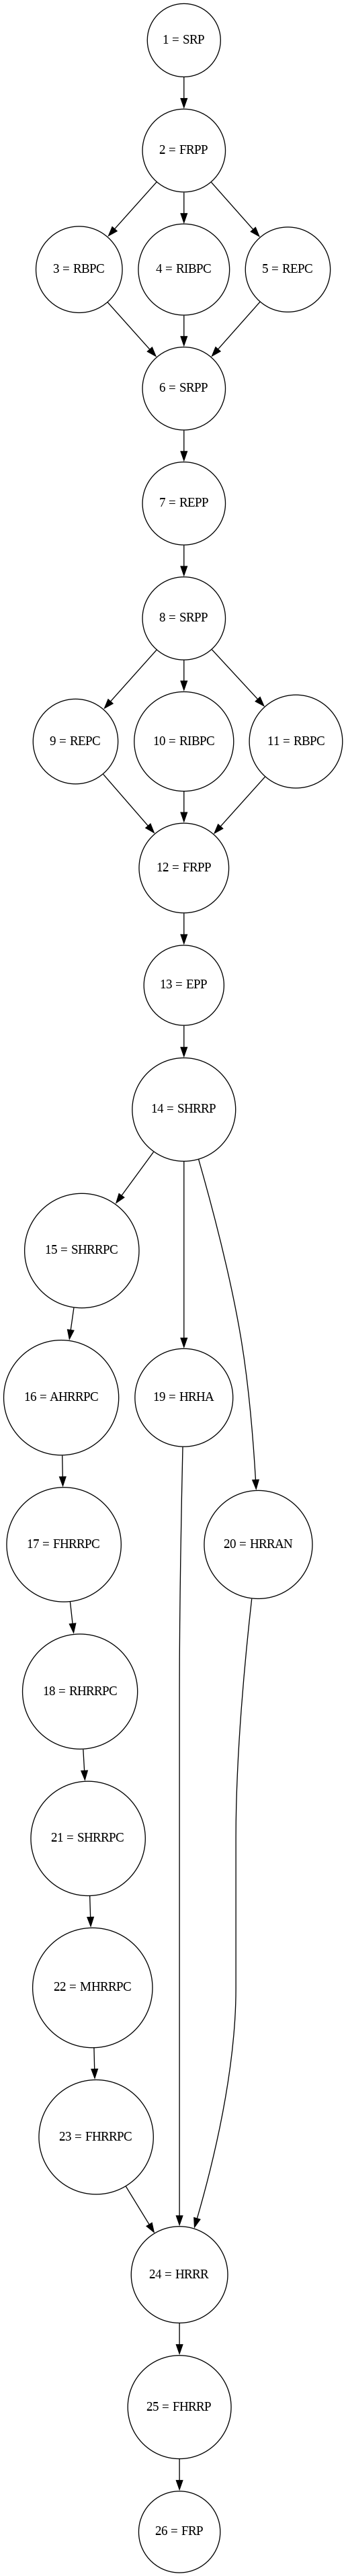 1 = SRP
2 = FRPP
3 = RBPC
4 = RIBPC
5 = REPC
6 = SRPP
7 = REPP
8 = SRPP
9 = REPC
10 = RIBPC
11 = RBPC
12 = FRPP
13 = EPP
14 = SHRRP
15 = SHRRPC
16 = AHRRPC
19 = HRHA
17 = FHRRPC
20 = HRRAN
18 = RHRRPC
21 = SHRRPC
22 = MHRRPC
23 = FHRRPC
24 = HRRR
25 = FHRRP
26 = FRP